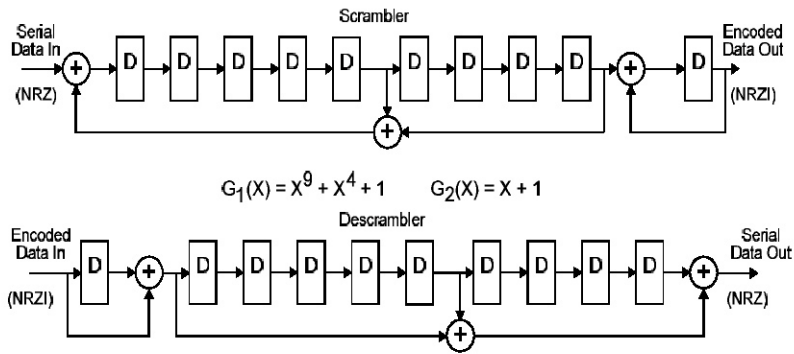 Scrambler
Serial
Data In
(NRZ)
D D D D D D D D D D
Encoded
Data Out
(NRZI)
+ + +
G₁(X) = X⁹ + X⁴ + 1 G₂(X) = X + 1
Descrambler
Encoded
Data In
(NRZI)
D D D D D D D D D D
Serial
Data Out
(NRZ)
+ + +